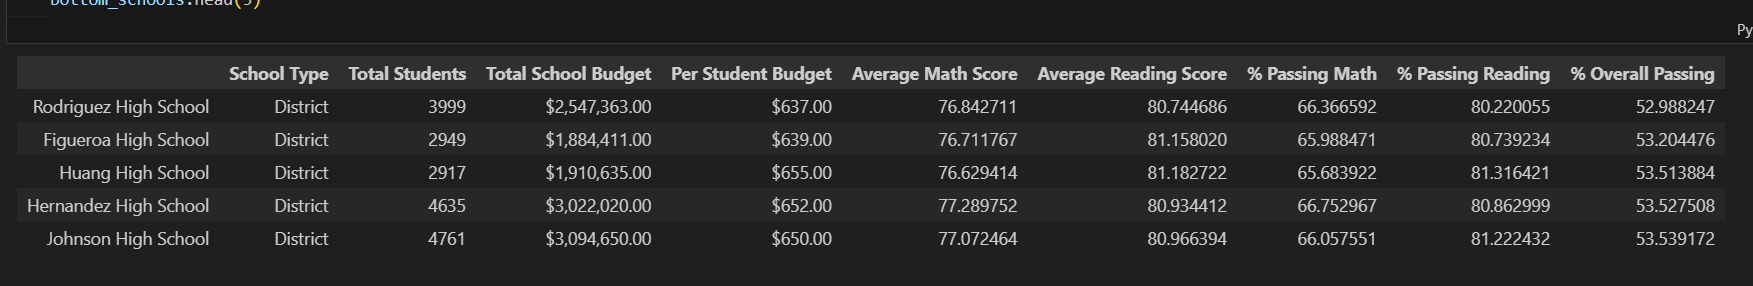 bottom_schools.head(5)
Py
School Type Total Students Total School Budget Per Student Budget Average Math Score Average Reading Score % Passing Math % Passing Reading % Overall Passing
Rodriguez High School District 3999 $2,547,363.00 $637.00 76.842711 80.744686 66.366592 80.220055 52.988247
Figueroa High School District 2949 $1,884,411.00 $639.00 76.711767 81.158020 65.988471 80.739234 53.204476
Huang High School District 2917 $1,910,635.00 $655.00 76.629414 81.182722 65.683922 81.316421 53.513884
Hernandez High School District 4635 $3,022,020.00 $652.00 77.289752 80.934412 66.752967 80.862999 53.527508
Johnson High School District 4761 $3,094,650.00 $650.00 77.072464 80.966394 66.057551 81.222432 53.539172